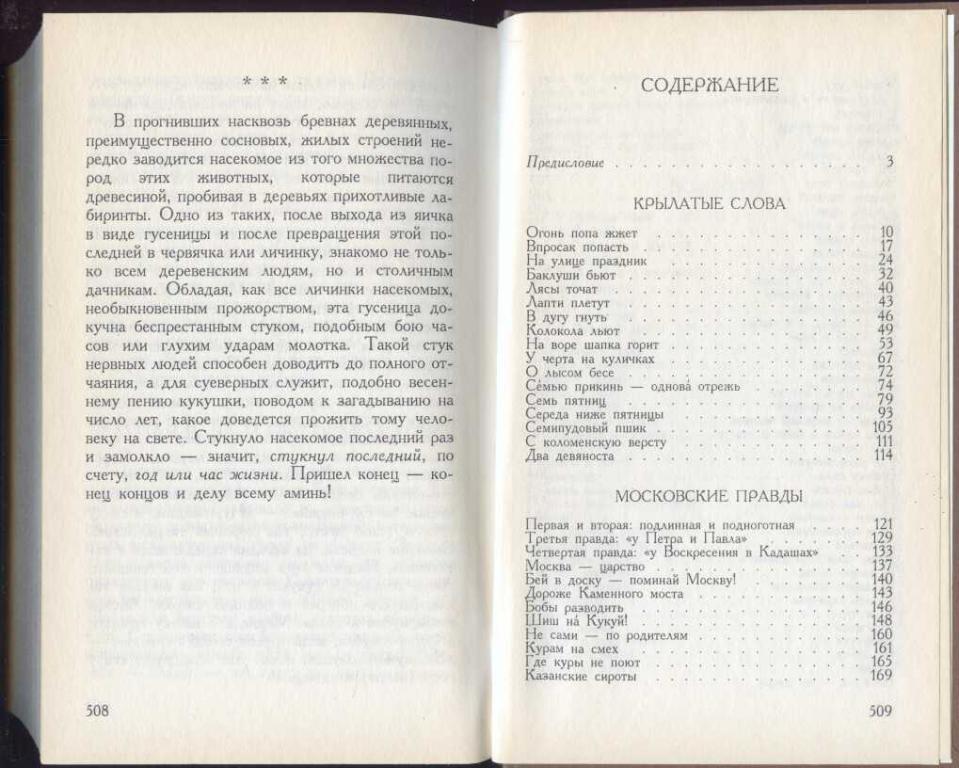 * * *
В прогнивших насквозь бревнах деревянных,
преимущественно сосновых, жилых строений не-
редко заводится насекомое из того множества по-
род этих животных, которые питаются
древесиной, пробивая в деревьях прихотливые ла-
биринты. Одно из таких, после выхода из яичка
в виде гусеницы и после превращения этой по-
следней в червячка или личинку, знакомо не толь-
ко всем деревенским людям, но и столичным
дачникам. Обладая, как все личинки насекомых,
необыкновенным прожорством, эта гусеница до-
кучна беспрестанным стуком, подобным бою ча-
сов или глухим ударам молотка. Такой стук
нервных людей способен доводить до полного от-
чаяния, а для суеверных служит, подобно весен-
нему пению кукушки, поводом к загадыванию на
число лет, какое доведется прожить тому чело-
веку на свете. Стукнуло насекомое последний раз
и замолкло — значит, стукнул последний, по
счету, год или час жизни. Пришел конец — ко-
нец концов и делу всему аминь!
508
СОДЕРЖАНИЕ
Предисловие . . . . . . . . . . . . . . . . . 3
КРЫЛАТЫЕ СЛОВА
Огонь попа жжет . . . . . . . . . . . . . . . 10
Впросак попасть . . . . . . . . . . . . . . . 17
На улице праздник . . . . . . . . . . . . . . 24
Баклуши бьют . . . . . . . . . . . . . . . . 32
Лясы точат . . . . . . . . . . . . . . . . . 40
Лапти плетут . . . . . . . . . . . . . . . . 43
В дугу гнуть . . . . . . . . . . . . . . . . 46
Колокола льют . . . . . . . . . . . . . . . . 49
На воре шапка горит . . . . . . . . . . . . . 53
У черта на куличках . . . . . . . . . . . . . 67
О лысом бесе . . . . . . . . . . . . . . . . 72
Се́мью прикинь — однова́ отрежь . . . . . . . . 74
Семь пятниц . . . . . . . . . . . . . . . . . 79
Середа ниже пятницы . . . . . . . . . . . . . 93
Семипудовый пшик . . . . . . . . . . . . . . 105
С коломенскую версту . . . . . . . . . . . . 111
Два девяноста . . . . . . . . . . . . . . . . 114
МОСКОВСКИЕ ПРАВДЫ
Первая и вторая: подлинная и подноготная . . . . 121
Третья правда: «у Петра и Павла» . . . . . . . 129
Четвертая правда: «у Воскресения в Кадашах» . . . 133
Москва — царство . . . . . . . . . . . . . . 137
Бей в доску — поминай Москву! . . . . . . . . 140
Дороже Каменного моста . . . . . . . . . . . 143
Бобы разводить . . . . . . . . . . . . . . . 146
Шиш на́ Кукуй! . . . . . . . . . . . . . . . 148
Не сами — по родителям . . . . . . . . . . . 160
Курам на смех . . . . . . . . . . . . . . . . 161
Где куры не поют . . . . . . . . . . . . . . 165
Казанские сироты . . . . . . . . . . . . . . 169
509